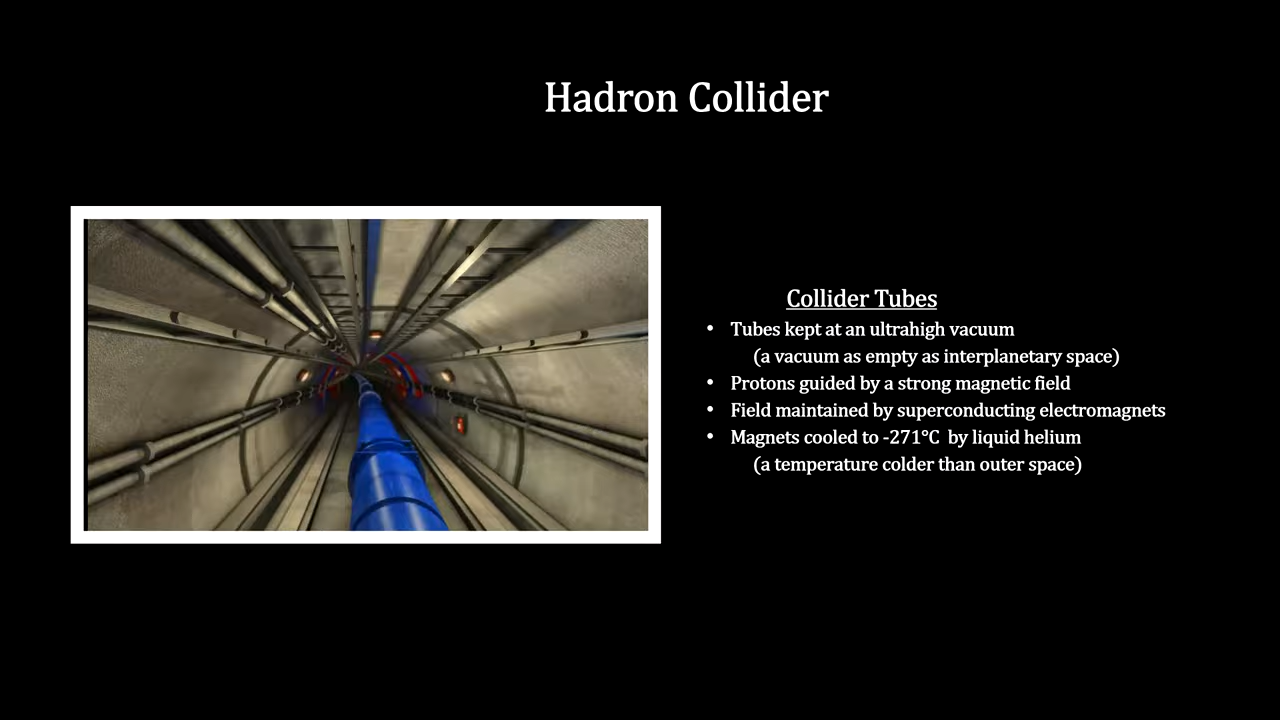 Hadron Collider
Collider Tubes
• Tubes kept at an ultrahigh vacuum
(a vacuum as empty as interplanetary space)
• Protons guided by a strong magnetic field
• Field maintained by superconducting electromagnets
• Magnets cooled to -271°C  by liquid helium
(a temperature colder than outer space)